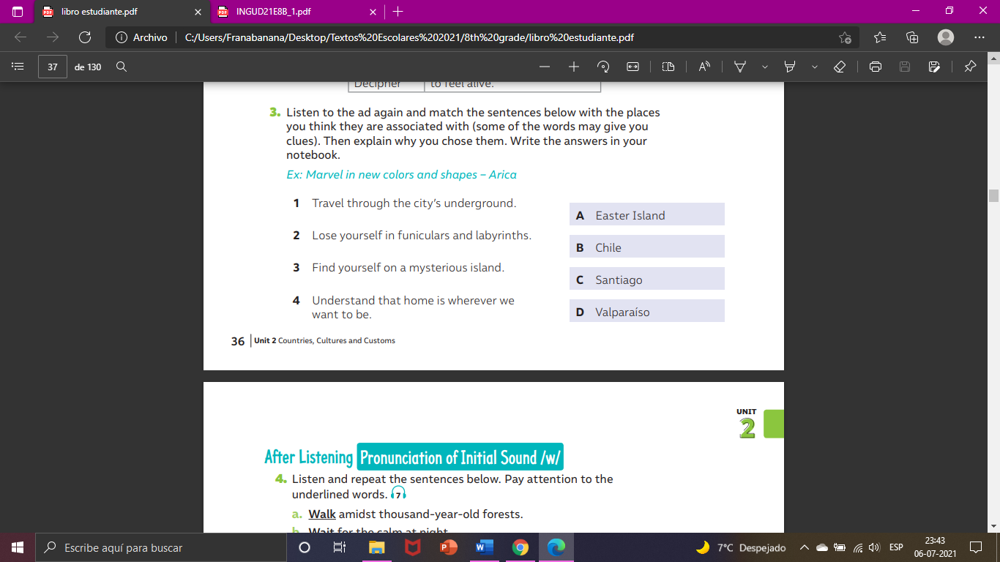 libro estudiante.pdf
INGUD21E8B_1.pdf
Archivo
C:/Users/Franabanana/Desktop/Textos%20Escolares%202021/8th%20grade/libro%20estudiante.pdf
37 de 130
Decipher to feel alive.
3. Listen to the ad again and match the sentences below with the places
you think they are associated with (some of the words may give you
clues). Then explain why you chose them. Write the answers in your
notebook.
Ex: Marvel in new colors and shapes – Arica
1 Travel through the city's underground.
2 Lose yourself in funiculars and labyrinths.
3 Find yourself on a mysterious island.
4 Understand that home is wherever we
want to be.
A Easter Island
B Chile
C Santiago
D Valparaíso
36 Unit 2 Countries, Cultures and Customs
UNIT
2
After Listening Pronunciation of Initial Sound /w/
4. Listen and repeat the sentences below. Pay attention to the
underlined words. 7
a. Walk amidst thousand-year-old forests.
b. Wait for the calm at night.
Escribe aquí para buscar
7°C Despejado
ESP
23:43
06-07-2021